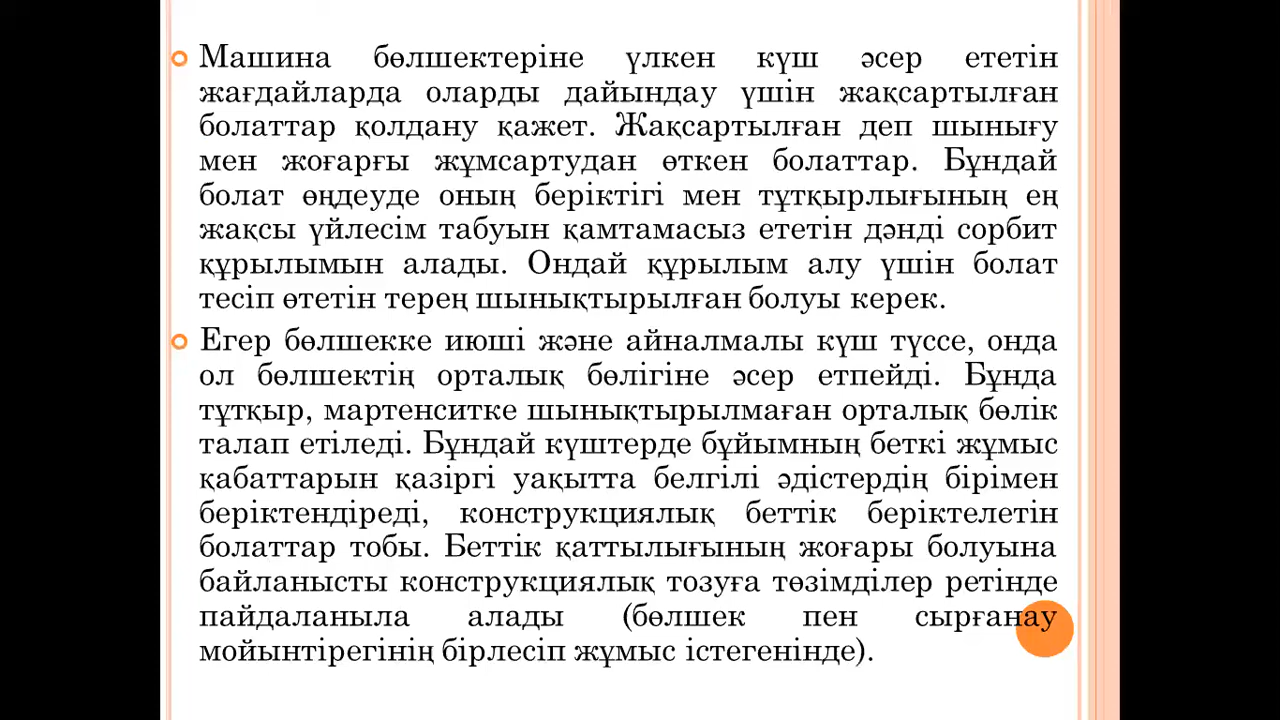 Машина бөлшектеріне үлкен күш әсер ететін
жағдайларда оларды дайындау үшін жақсартылған
болаттар қолдану қажет. Жақсартылған деп шынығу
мен жоғарғы жұмсартудан өткен болаттар. Бұндай
болат өңдеуде оның беріктігі мен тұтқырлығының ең
жақсы үйлесім табуын қамтамасыз ететін дәнді сорбит
құрылымын алады. Ондай құрылым алу үшін болат
тесіп өтетін терең шынықтырылған болуы керек.
Егер бөлшекке июші және айналмалы күш түссе, онда
ол бөлшектің орталық бөлігіне әсер етпейді. Бұнда
тұтқыр, мартенситке шынықтырылмаған орталық бөлік
талап етіледі. Бұндай күштерде бұйымның беткі жұмыс
қабаттарын қазіргі уақытта белгілі әдістердің бірімен
беріктендіреді, конструкциялық беттік беріктелетін
болаттар тобы. Беттік қаттылығының жоғары болуына
байланысты конструкциялық тозуға төзімділер ретінде
пайдаланыла алады (бөлшек пен сырғанау
мойынтірегінің бірлесіп жұмыс істегенінде).